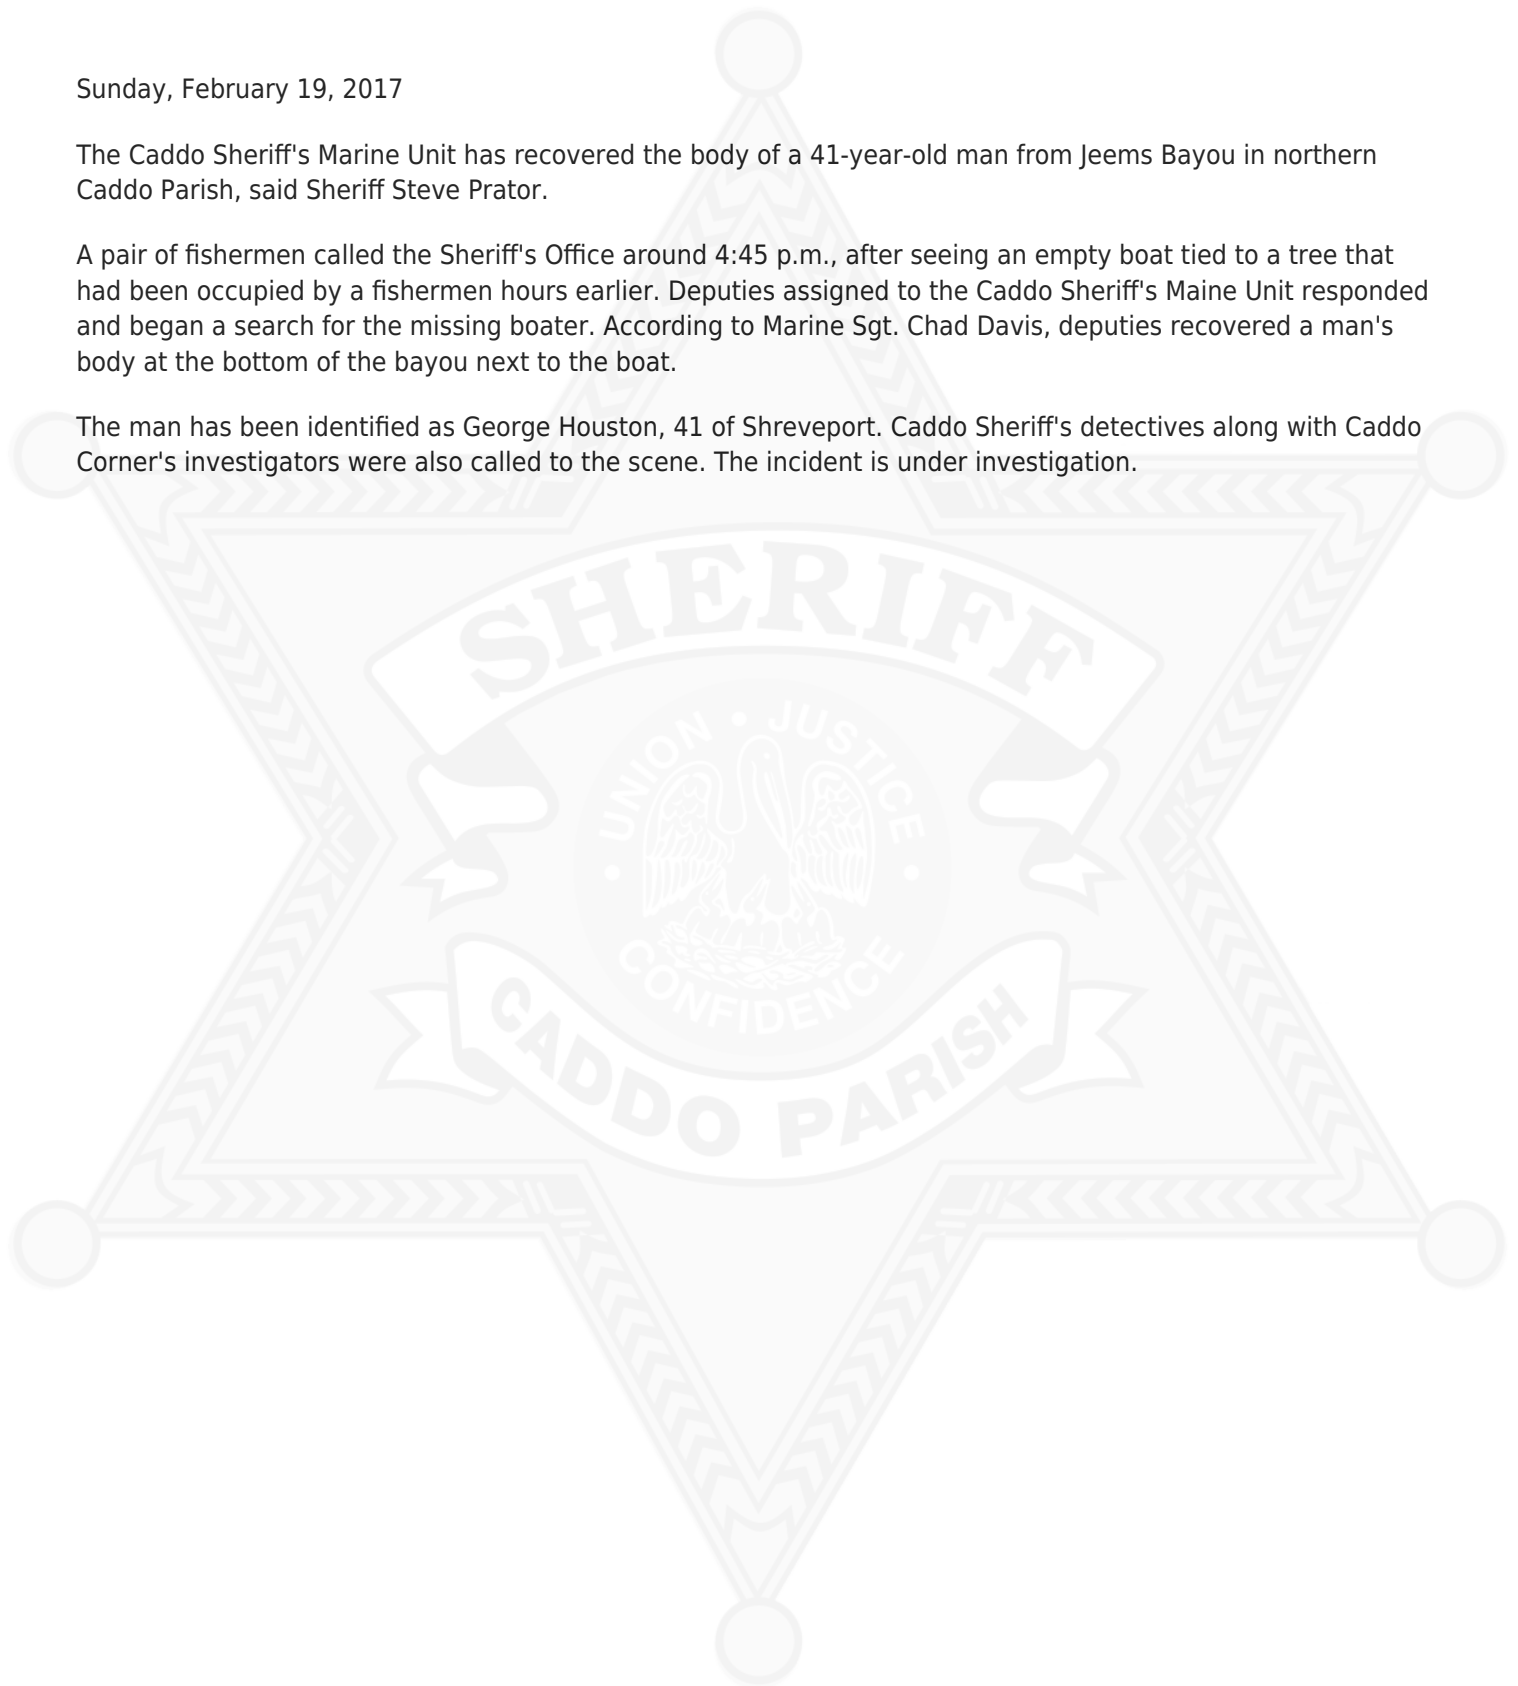 Sunday, February 19, 2017
The Caddo Sheriff's Marine Unit has recovered the body of a 41-year-old man from Jeems Bayou in northern
Caddo Parish, said Sheriff Steve Prator.
A pair of fishermen called the Sheriff's Office around 4:45 p.m., after seeing an empty boat tied to a tree that
had been occupied by a fishermen hours earlier. Deputies assigned to the Caddo Sheriff's Maine Unit responded
and began a search for the missing boater. According to Marine Sgt. Chad Davis, deputies recovered a man's
body at the bottom of the bayou next to the boat.
The man has been identified as George Houston, 41 of Shreveport. Caddo Sheriff's detectives along with Caddo
Corner's investigators were also called to the scene. The incident is under investigation.
SHERIFF
UNION • JUSTICE
• CONFIDENCE •
CADDO PARISH